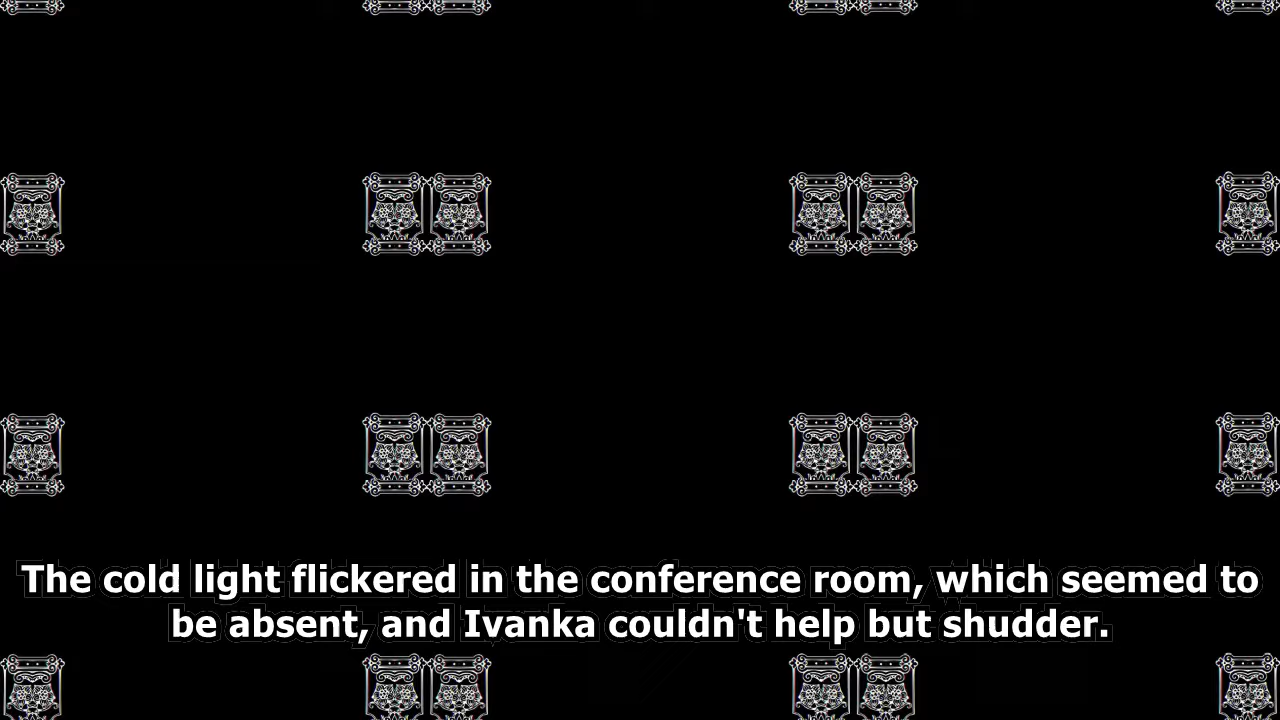 The cold light flickered in the conference room, which seemed to
be absent, and Ivanka couldn't help but shudder.